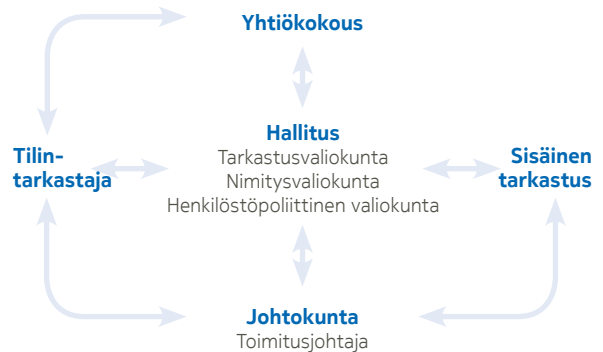 Yhtiökokous
Hallitus
Tarkastusvaliokunta
Nimitysvaliokunta
Henkilöstöpoliittinen valiokunta
Tilin-
tarkastaja
Sisäinen
tarkastus
Johtokunta
Toimitusjohtaja